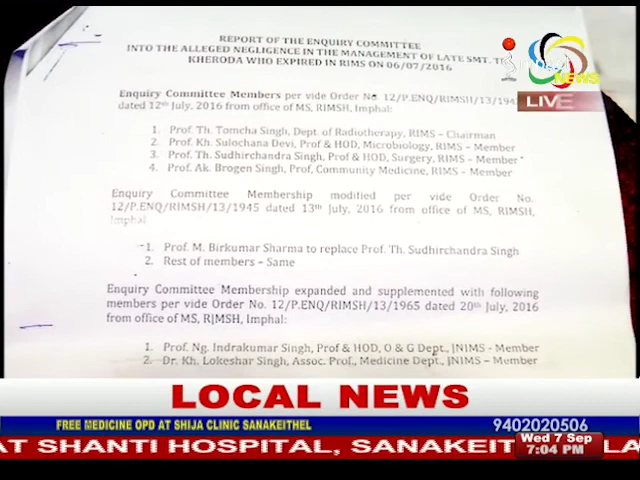 REPORT OF THE ENQUIRY COMMITTEE
INTO THE ALLEGED NEGLIGENCE IN THE MANAGEMENT OF LATE SMT.
KHERODA WHO EXPIRED IN RIMS ON 06/07/2016
Enquiry Committee Members per vide Order No. 12/P.ENQ/RIMSH/13/194
dated 12th July, 2016 from office of MS, RIMSH, Imphal:
1. Prof. Th. Tomcha Singh, Dept. of Radiotherapy, RIMS - Chairman
2. Prof. Kh. Sulochana Devi, Prof & HOD, Microbiology, RIMS - Member
3. Prof. Th. Sudhirchandra Singh, Prof & HOD, Surgery, RIMS - Member
4. Prof. Ak. Brogen Singh, Prof, Community Medicine, RIMS - Member
Enquiry Committee Membership modified per vide Order No.
12/P.ENQ/RIMSH/13/1945 dated 13th July, 2016 from office of MS, RIMSH,
Imphal
1. Prof. M. Birkumar Sharma to replace Prof. Th. Sudhirchandra Singh
2. Rest of members – Same
Enquiry Committee Membership expanded and supplemented with following
members per vide Order No. 12/P.ENQ/RIMSH/13/1965 dated 20th July, 2016
from office of MS, RIMSH, Imphal:
1. Prof. Ng. Indrakumar Singh, Prof & HOD, O & G Dept., JNIMS - Member
2. Dr. Kh. Lokeshar Singh, Assoc. Prof., Medicine Dept., JNIMS – Member
NEWS
LIVE
LOCAL NEWS
FREE MEDICINE OPD AT SHIJA CLINIC SANAKEITHEL 9402020506
AT SHANTI HOSPITAL, SANAKEITHEL LA
Wed 7 Sep
7:04 PM